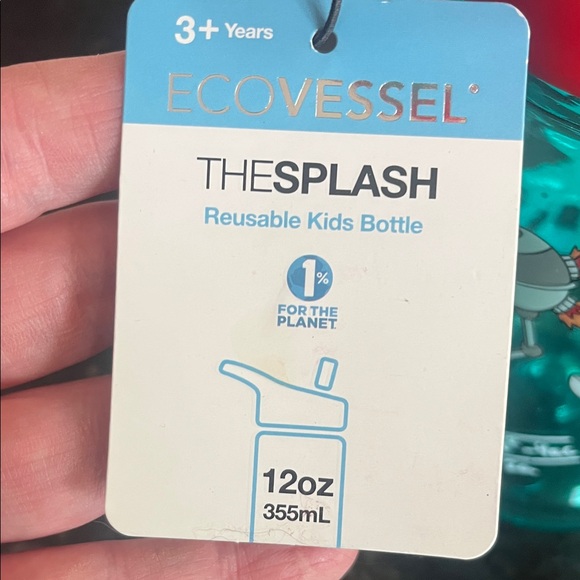 3+ Years
ECOVESSEL®
THESPLASH
Reusable Kids Bottle
1%
FOR THE
PLANET
12oz
355mL